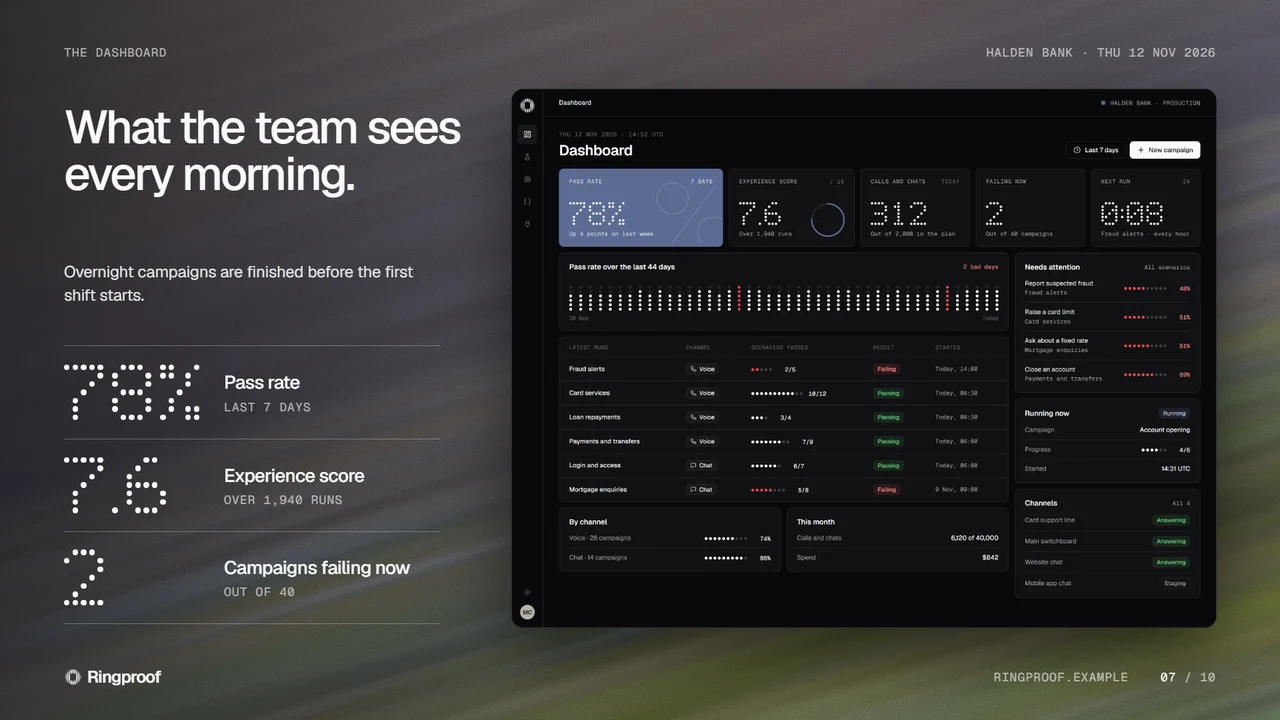 THE DASHBOARD
HALDEN BANK · THU 12 NOV 2026
What the team sees
every morning.
Overnight campaigns are finished before the first
shift starts.
78%
Pass rate
LAST 7 DAYS
7.6
Experience score
OVER 1,940 RUNS
2
Campaigns failing now
OUT OF 40
Dashboard
HALDEN BANK · PRODUCTION
THU 12 NOV 2026 · 14:52 UTC
Dashboard
Last 7 days
New campaign
PASS RATE 7 DAYS
78%
Up 4 points on last week
EXPERIENCE SCORE / 10
7.6
Over 1,940 runs
CALLS AND CHATS TODAY
312
Out of 2,000 in the plan
FAILING NOW
2
Out of 40 campaigns
NEXT RUN IN
0:08
Fraud alerts · every hour
Pass rate over the last 44 days 2 bad days
30 Sep Today
LATEST RUNS CHANNEL SCENARIOS PASSED RESULT STARTED
Fraud alerts Voice 2/5 Failing Today, 14:00
Card services Voice 10/12 Passing Today, 08:30
Loan repayments Voice 3/4 Passing Today, 08:30
Payments and transfers Voice 7/9 Passing Today, 08:00
Login and access Chat 6/7 Passing Today, 08:00
Mortgage enquiries Chat 5/8 Failing 9 Nov, 09:00
By channel
Voice · 26 campaigns 74%
Chat · 14 campaigns 86%
This month
Calls and chats 6,120 of 40,000
Spend $842
Needs attention All scenarios
Report suspected fraud 48%
Fraud alerts
Raise a card limit 51%
Card services
Ask about a fixed rate 61%
Mortgage enquiries
Close an account 69%
Payments and transfers
Running now Running
Campaign Account opening
Progress 4/6
Started 14:31 UTC
Channels All 4
Card support line Answering
Main switchboard Answering
Website chat Answering
Mobile app chat Staging
MC
Ringproof
RINGPROOF.EXAMPLE
07 / 10